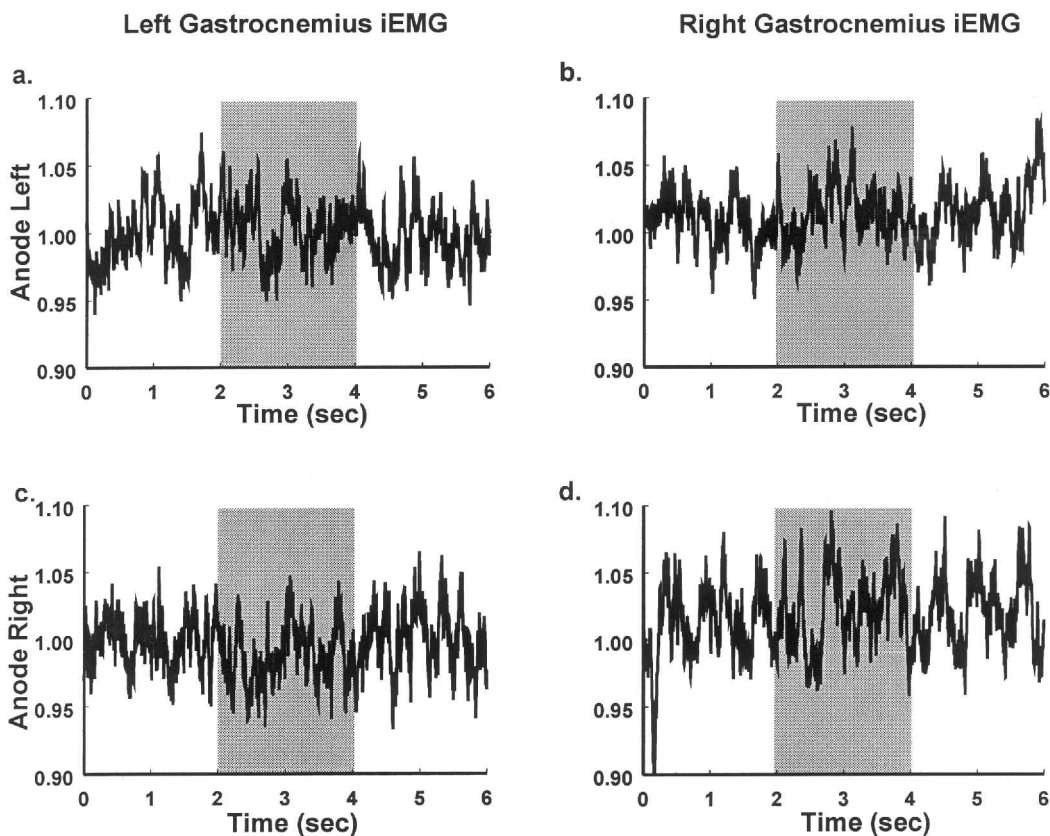 Left Gastrocnemius iEMG
Right Gastrocnemius iEMG
a.
b.
1.10
1.05
1.00
0.95
0.90
Anode Left
0 1 2 3 4 5 6
Time (sec)
1.10
1.05
1.00
0.95
0.90
0 1 2 3 4 5 6
Time (sec)
c.
d.
1.10
1.05
1.00
0.95
0.90
Anode Right
0 1 2 3 4 5 6
Time (sec)
1.10
1.05
1.00
0.95
0.90
0 1 2 3 4 5 6
Time (sec)